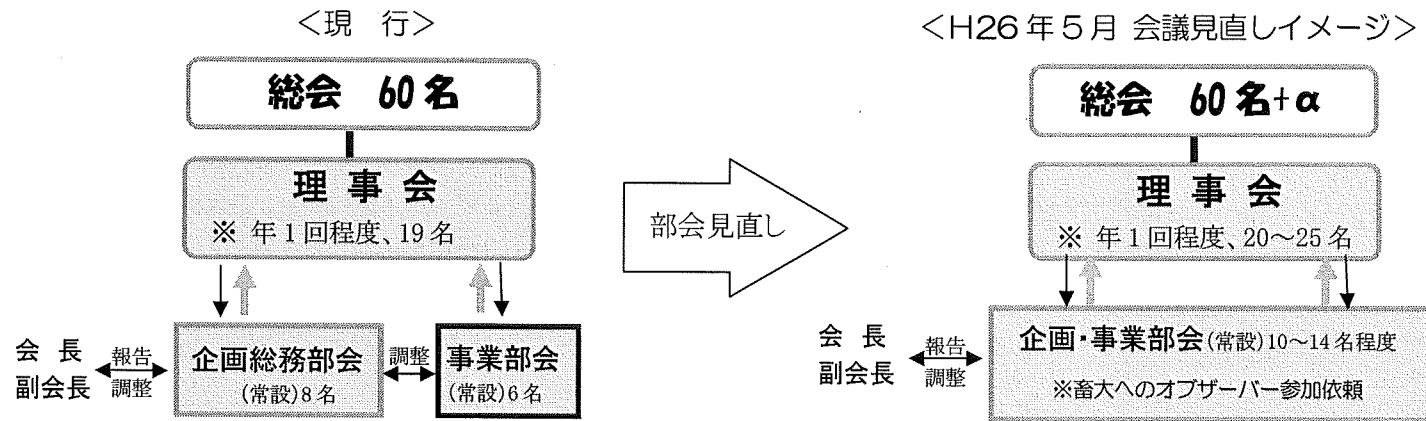 ＜現　行＞
総会　60名
理 事 会
※ 年1回程度、19名
会 長
副会長
報告
調整
企画総務部会
(常設)8名
調整
事業部会
(常設)6名
部会見直し
＜H26年5月 会議見直しイメージ＞
総会　60名+α
理 事 会
※ 年1回程度、20～25名
会 長
副会長
報告
調整
企画・事業部会(常設)10～14名程度
※畜大へのオブザーバー参加依頼